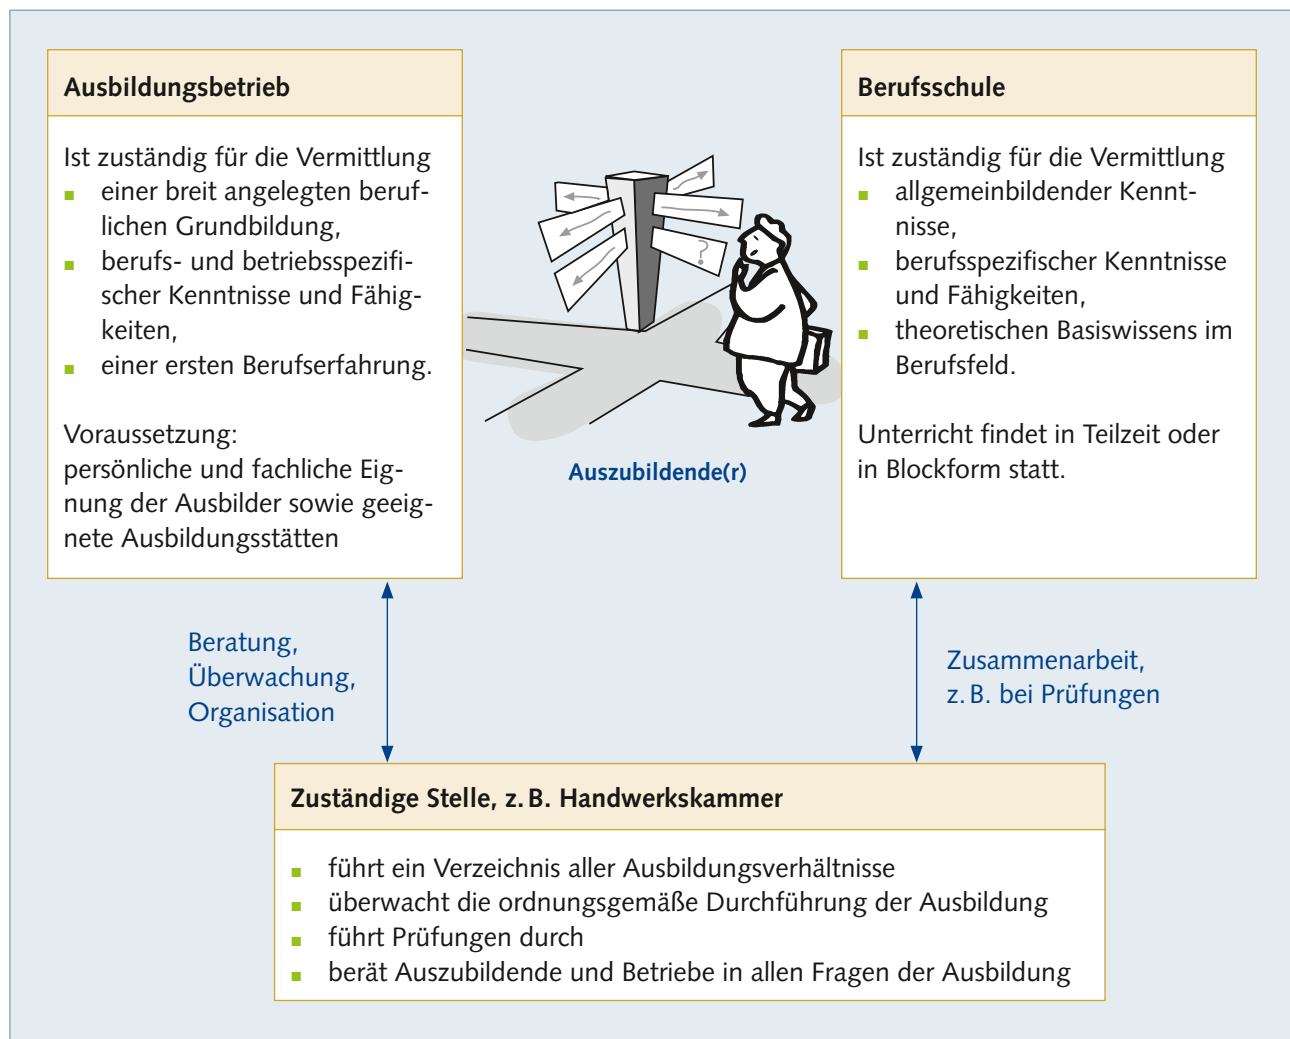 Ausbildungsbetrieb
Ist zuständig für die Vermittlung
▪ einer breit angelegten beruf-
lichen Grundbildung,
▪ berufs- und betriebsspezifi-
scher Kenntnisse und Fähig-
keiten,
▪ einer ersten Berufserfahrung.
Voraussetzung:
persönliche und fachliche Eig-
nung der Ausbilder sowie geeig-
nete Ausbildungsstätten
?
Auszubildende(r)
Berufsschule
Ist zuständig für die Vermittlung
▪ allgemeinbildender Kennt-
nisse,
▪ berufsspezifischer Kenntnisse
und Fähigkeiten,
▪ theoretischen Basiswissens im
Berufsfeld.
Unterricht findet in Teilzeit oder
in Blockform statt.
Beratung,
Überwachung,
Organisation
Zusammenarbeit,
z. B. bei Prüfungen
Zuständige Stelle, z. B. Handwerkskammer
▪ führt ein Verzeichnis aller Ausbildungsverhältnisse
▪ überwacht die ordnungsgemäße Durchführung der Ausbildung
▪ führt Prüfungen durch
▪ berät Auszubildende und Betriebe in allen Fragen der Ausbildung